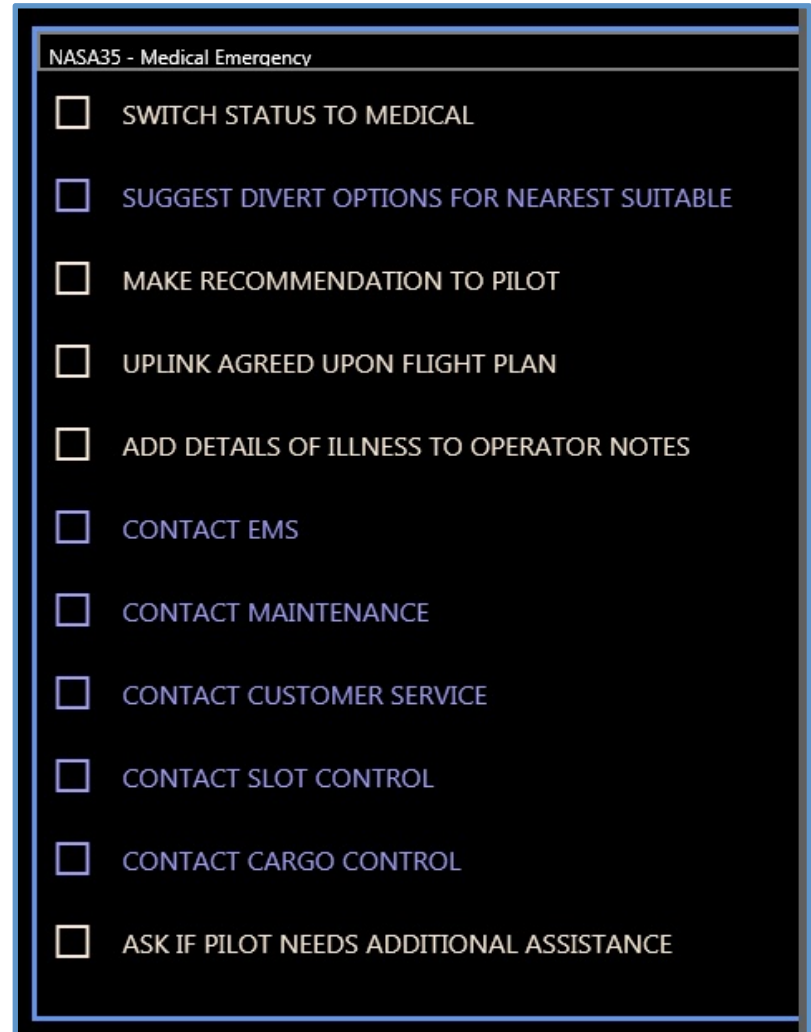 NASA35 - Medical Emergency
SWITCH STATUS TO MEDICAL
SUGGEST DIVERT OPTIONS FOR NEAREST SUITABLE
MAKE RECOMMENDATION TO PILOT
UPLINK AGREED UPON FLIGHT PLAN
ADD DETAILS OF ILLNESS TO OPERATOR NOTES
CONTACT EMS
CONTACT MAINTENANCE
CONTACT CUSTOMER SERVICE
CONTACT SLOT CONTROL
CONTACT CARGO CONTROL
ASK IF PILOT NEEDS ADDITIONAL ASSISTANCE